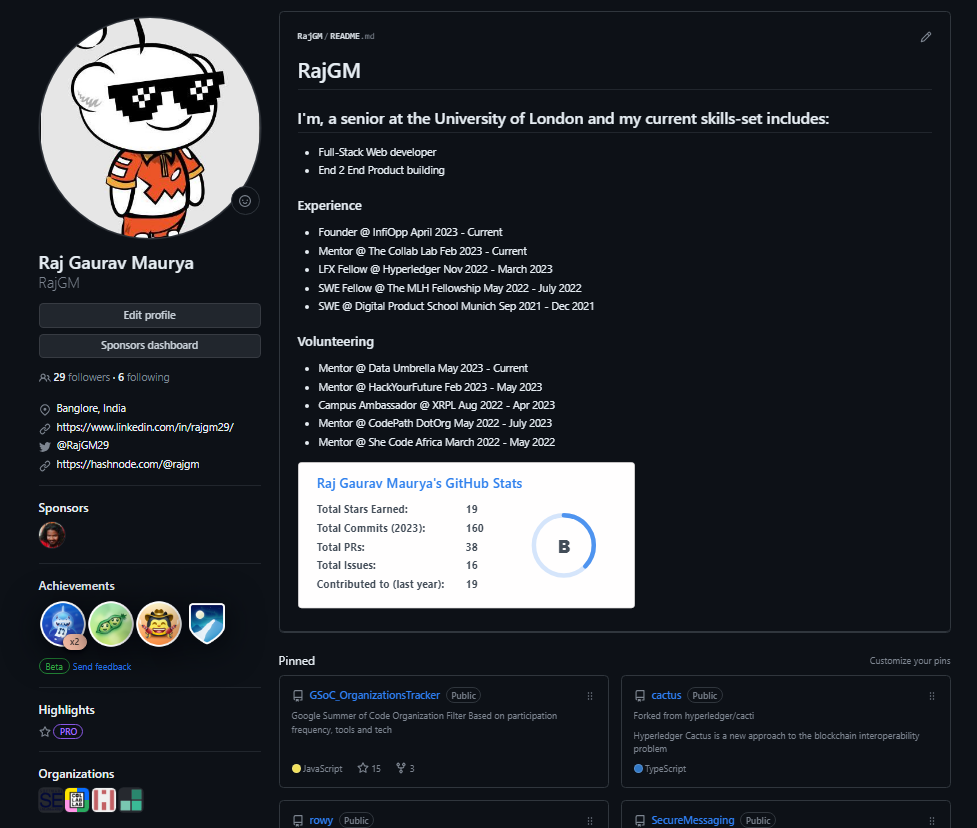 Raj Gaurav Maurya
RajGM
Edit profile
Sponsors dashboard
29 followers · 6 following
Banglore, India
https://www.linkedin.com/in/rajgm29/
@RajGM29
https://hashnode.com/@rajgm
Sponsors
Achievements
x2
Beta Send feedback
Highlights
PRO
Organizations
SE
COL
LAB
LAB
RajGM / README.md
RajGM
I'm, a senior at the University of London and my current skills-set includes:
• Full-Stack Web developer
• End 2 End Product building
Experience
• Founder @ InfiOpp April 2023 - Current
• Mentor @ The Collab Lab Feb 2023 - Current
• LFX Fellow @ Hyperledger Nov 2022 - March 2023
• SWE Fellow @ The MLH Fellowship May 2022 - July 2022
• SWE @ Digital Product School Munich Sep 2021 - Dec 2021
Volunteering
• Mentor @ Data Umbrella May 2023 - Current
• Mentor @ HackYourFuture Feb 2023 - May 2023
• Campus Ambassador @ XRPL Aug 2022 - Apr 2023
• Mentor @ CodePath DotOrg May 2022 - July 2023
• Mentor @ She Code Africa March 2022 - May 2022
Raj Gaurav Maurya's GitHub Stats
Total Stars Earned: 19
Total Commits (2023): 160
Total PRs: 38
Total Issues: 16
Contributed to (last year): 19
B
Pinned
Customize your pins
GSoC_OrganizationsTracker Public
Google Summer of Code Organization Filter Based on participation
frequency, tools and tech
JavaScript 15 3
cactus Public
Forked from hyperledger/cacti
Hyperledger Cactus is a new approach to the blockchain interoperability
problem
TypeScript
rowy Public
SecureMessaging Public